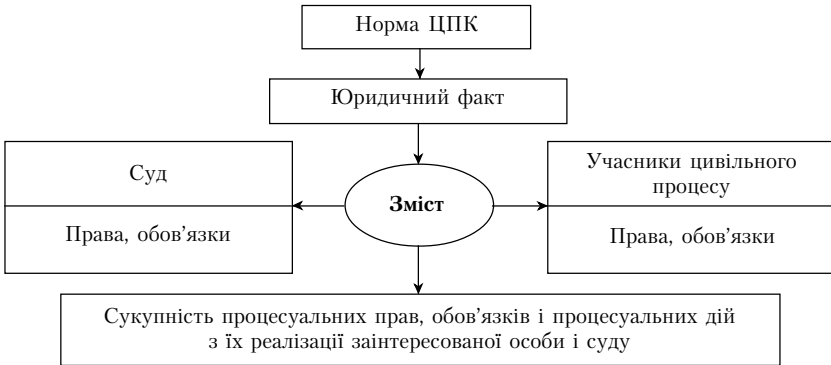 Норма ЦПК
Юридичний факт
Суд
Права, обов'язки
Зміст
Учасники цивільного
процесу
Права, обов'язки
Сукупність процесуальних прав, обов'язків і процесуальних дій
з їх реалізації заінтересованої особи і суду